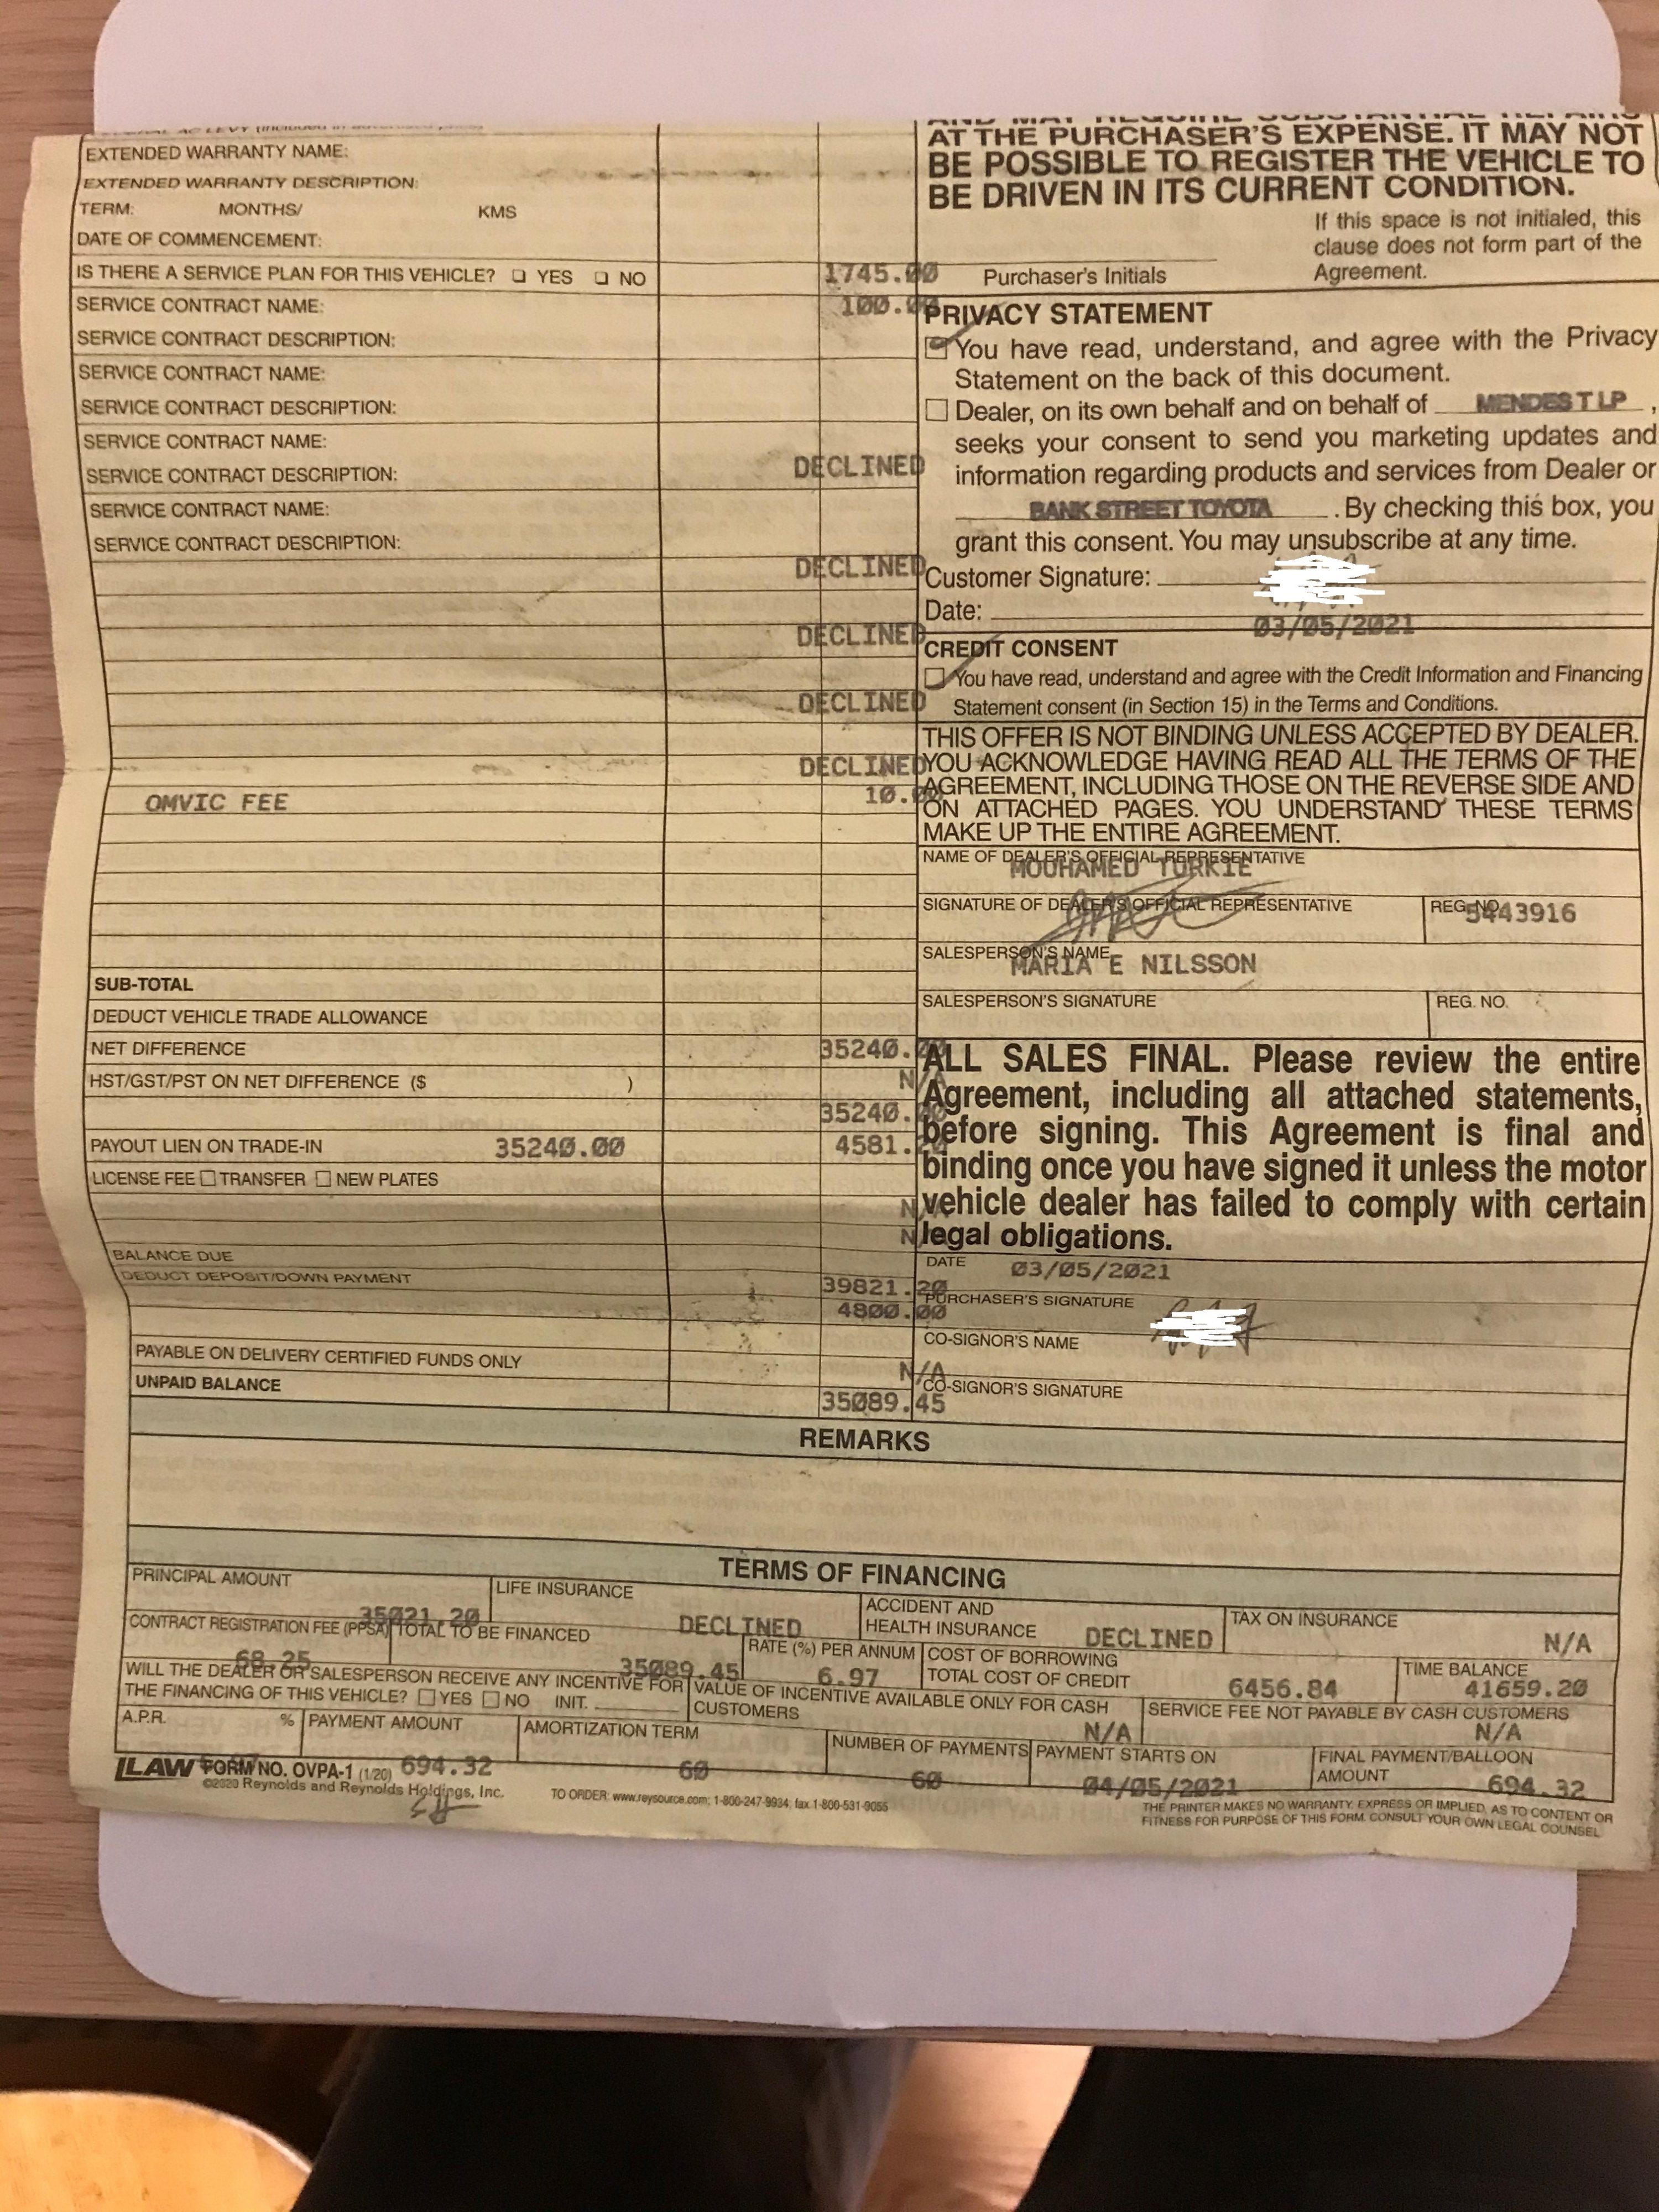 EXTENDED WARRANTY NAME:
EXTENDED WARRANTY DESCRIPTION:
TERM: MONTHS/ KMS
DATE OF COMMENCEMENT:
IS THERE A SERVICE PLAN FOR THIS VEHICLE? ☐ YES ☐ NO 1745.00
SERVICE CONTRACT NAME: 100.00
SERVICE CONTRACT DESCRIPTION:
SERVICE CONTRACT NAME:
SERVICE CONTRACT DESCRIPTION:
SERVICE CONTRACT NAME:
SERVICE CONTRACT DESCRIPTION: DECLINED
SERVICE CONTRACT NAME:
SERVICE CONTRACT DESCRIPTION:
DECLINED
DECLINED
DECLINED
DECLINED
OMVIC FEE 10.00
SUB-TOTAL
DEDUCT VEHICLE TRADE ALLOWANCE
NET DIFFERENCE 35240.00
HST/GST/PST ON NET DIFFERENCE ($ ) N/A
35240.00
PAYOUT LIEN ON TRADE-IN 35240.00 4581.20
LICENSE FEE ☐ TRANSFER ☐ NEW PLATES
N/A
N/
BALANCE DUE
DEDUCT DEPOSIT/DOWN PAYMENT 39821.20
4800.00
PAYABLE ON DELIVERY CERTIFIED FUNDS ONLY N/A
UNPAID BALANCE 35089.45
AND MAY REQUIRE SUBSTANTIAL REPAIRS
AT THE PURCHASER'S EXPENSE. IT MAY NOT
BE POSSIBLE TO REGISTER THE VEHICLE TO
BE DRIVEN IN ITS CURRENT CONDITION.
If this space is not initialed, this
clause does not form part of the
Purchaser's Initials Agreement.
PRIVACY STATEMENT
You have read, understand, and agree with the Privacy
Statement on the back of this document.
☐ Dealer, on its own behalf and on behalf of MENDES T LP,
seeks your consent to send you marketing updates and
information regarding products and services from Dealer or
BANK STREET TOYOTA. By checking this box, you
grant this consent. You may unsubscribe at any time.
Customer Signature:
Date: 03/05/2021
CREDIT CONSENT
You have read, understand and agree with the Credit Information and Financing
Statement consent (in Section 15) in the Terms and Conditions.
THIS OFFER IS NOT BINDING UNLESS ACCEPTED BY DEALER.
YOU ACKNOWLEDGE HAVING READ ALL THE TERMS OF THE
AGREEMENT, INCLUDING THOSE ON THE REVERSE SIDE AND
ON ATTACHED PAGES. YOU UNDERSTAND THESE TERMS
MAKE UP THE ENTIRE AGREEMENT.
NAME OF DEALER'S OFFICIAL REPRESENTATIVE
MOUHAMED TURKIE
SIGNATURE OF DEALER'S OFFICIAL REPRESENTATIVE REG. NO.
5443916
SALESPERSON'S NAME
MARIA E NILSSON
SALESPERSON'S SIGNATURE REG. NO.
ALL SALES FINAL. Please review the entire
Agreement, including all attached statements,
before signing. This Agreement is final and
binding once you have signed it unless the motor
vehicle dealer has failed to comply with certain
legal obligations.
DATE 03/05/2021
PURCHASER'S SIGNATURE
CO-SIGNOR'S NAME
CO-SIGNOR'S SIGNATURE
REMARKS
TERMS OF FINANCING
PRINCIPAL AMOUNT 35021.20
LIFE INSURANCE DECLINED
ACCIDENT AND
HEALTH INSURANCE DECLINED
TAX ON INSURANCE N/A
CONTRACT REGISTRATION FEE (PPSA) 68.25
TOTAL TO BE FINANCED 35089.45
RATE (%) PER ANNUM 6.97
COST OF BORROWING
TOTAL COST OF CREDIT 6456.84
TIME BALANCE 41659.20
WILL THE DEALER OR SALESPERSON RECEIVE ANY INCENTIVE FOR
THE FINANCING OF THIS VEHICLE? ☐ YES ☐ NO INIT.
VALUE OF INCENTIVE AVAILABLE ONLY FOR CASH
CUSTOMERS N/A
SERVICE FEE NOT PAYABLE BY CASH CUSTOMERS
N/A
A.P.R. %
PAYMENT AMOUNT 694.32
AMORTIZATION TERM 60
NUMBER OF PAYMENTS 60
PAYMENT STARTS ON 04/05/2021
FINAL PAYMENT/BALLOON
AMOUNT 694.32
LAW FORM NO. OVPA-1 (1/20)
©2020 Reynolds and Reynolds Holdings, Inc.
TO ORDER: www.reysource.com; 1-800-247-9934; fax 1-800-531-9055
THE PRINTER MAKES NO WARRANTY, EXPRESS OR IMPLIED, AS TO CONTENT OR
FITNESS FOR PURPOSE OF THIS FORM. CONSULT YOUR OWN LEGAL COUNSEL.